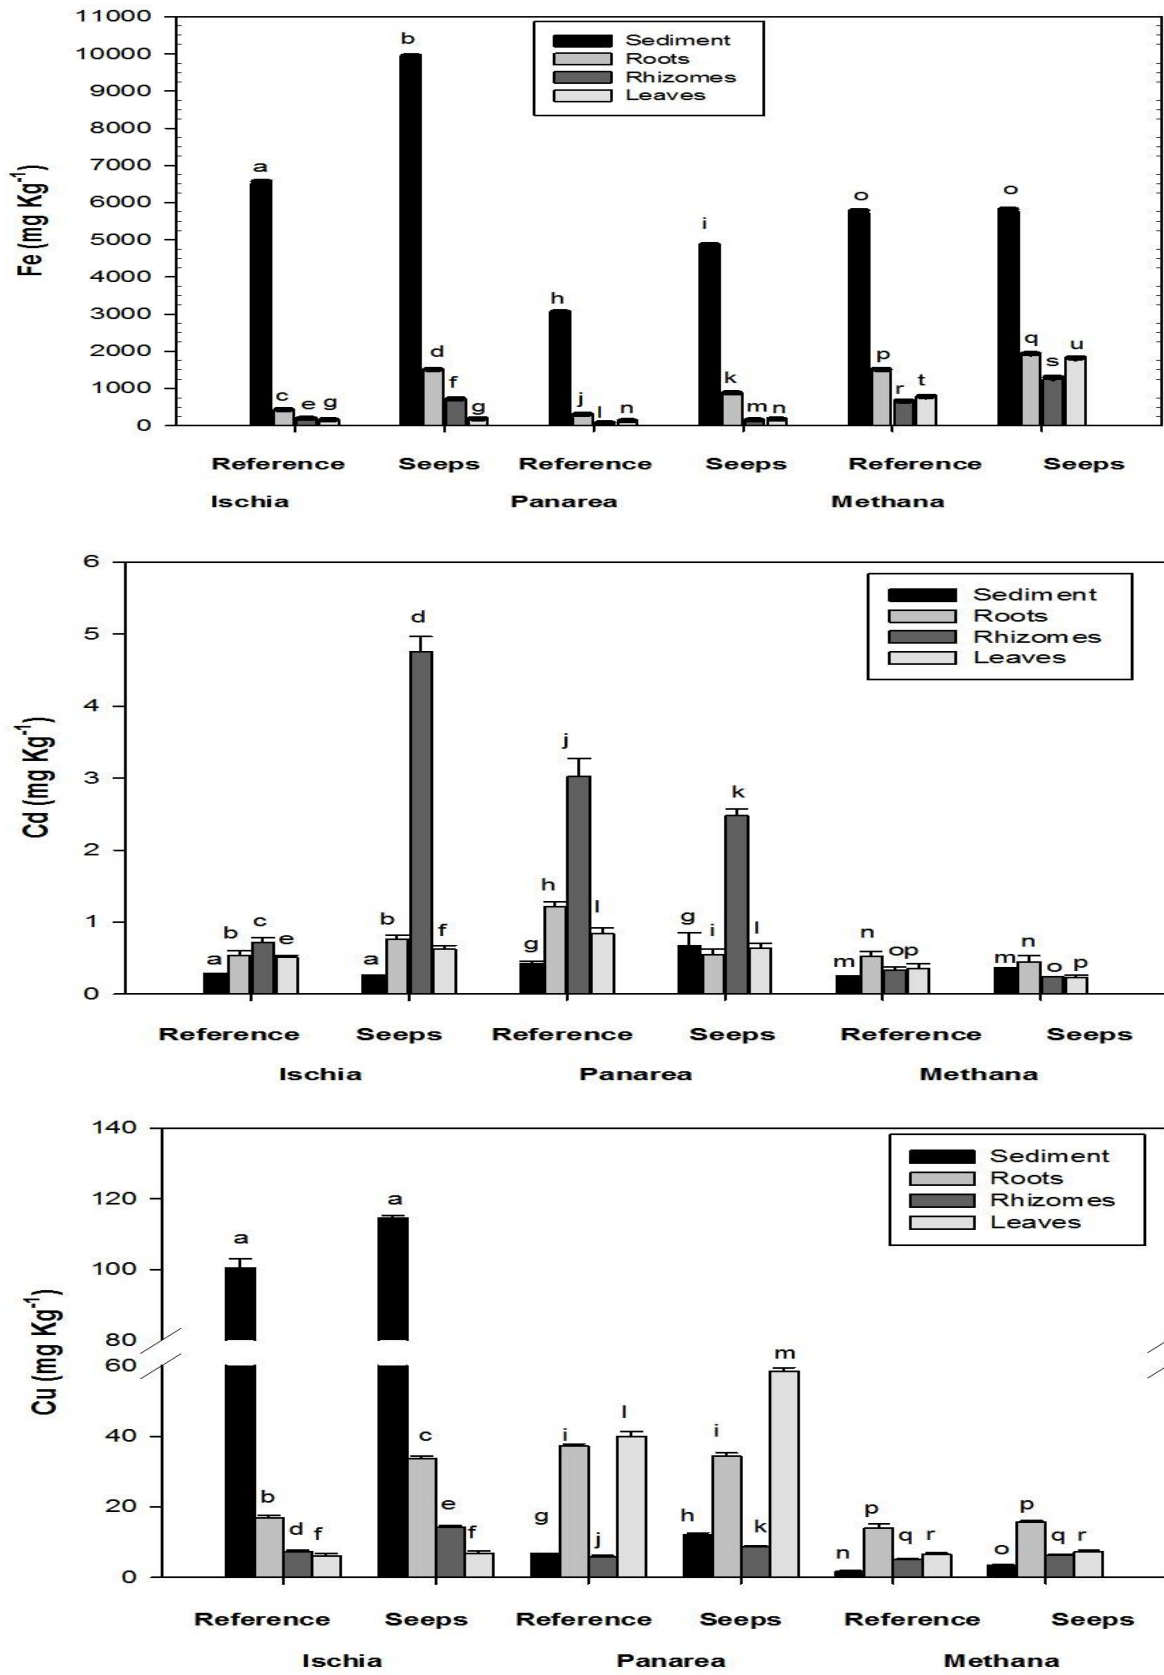 11000
10000
9000
8000
7000
6000
5000
4000
3000
2000
1000
0
Fe (mg Kg-1)
Sediment
Roots
Rhizomes
Leaves
a
c e g
b
d
f
g
h
j
l n
i
k
m n
o
p
r t
o
q
s
u
Reference Seeps Reference Seeps Reference Seeps
Ischia Panarea Methana
6
5
4
3
2
1
0
Cd (mg Kg-1)
Sediment
Roots
Rhizomes
Leaves
a b c e
a b d f
g h j l
g i k l
m n op
m n o p
Reference Seeps Reference Seeps Reference Seeps
Ischia Panarea Methana
140
120
100
80
60
40
20
0
Cu (mg Kg-1)
Sediment
Roots
Rhizomes
Leaves
a b d f
a c e f
g i j l
h i k m
n p q r
o p q r
Reference Seeps Reference Seeps Reference Seeps
Ischia Panarea Methana